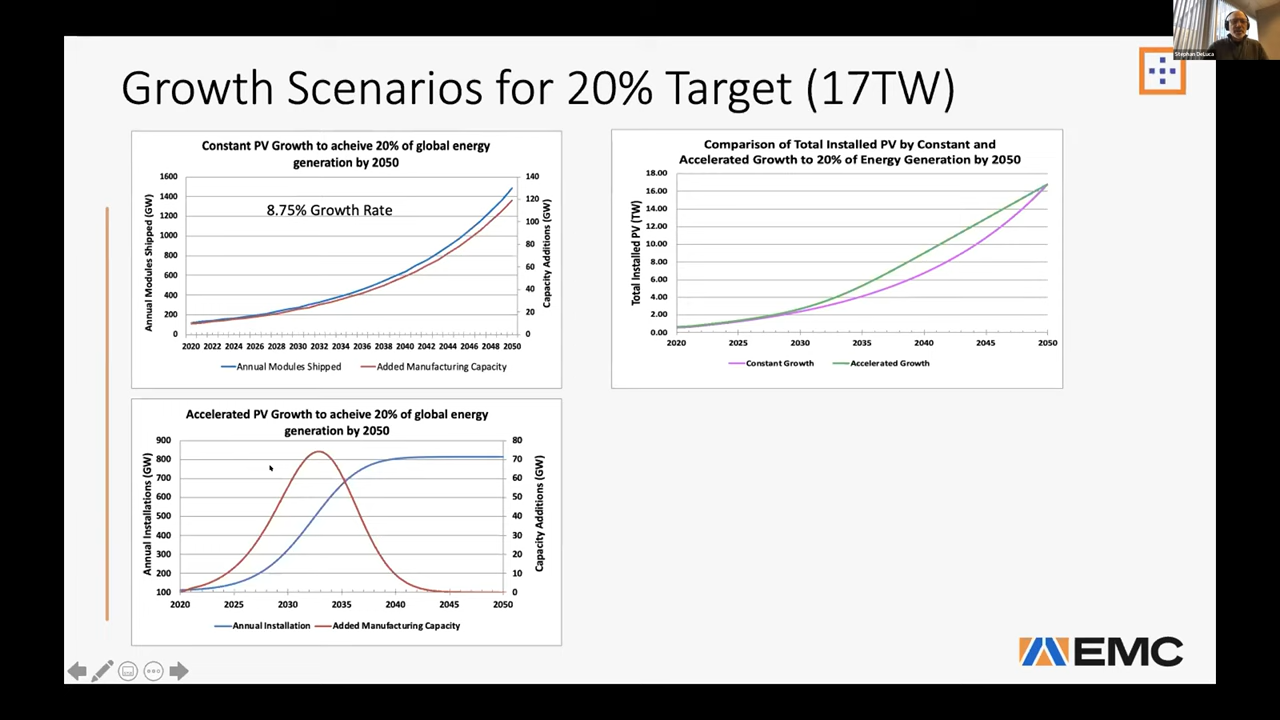 Stephan DeLuca
Growth Scenarios for 20% Target (17TW)
Constant PV Growth to acheive 20% of global energy
generation by 2050
8.75% Growth Rate
Annual Modules Shipped (GW)
1600
1400
1200
1000
800
600
400
200
0
140
120
100
80
60
40
20
0
Capacity Additions (GW)
2020 2022 2024 2026 2028 2030 2032 2034 2036 2038 2040 2042 2044 2046 2048 2050
Annual Modules Shipped Added Manufacturing Capacity
Comparison of Total Installed PV by Constant and
Accelerated Growth to 20% of Energy Generation by 2050
Total Installed PV (TW)
18.00
16.00
14.00
12.00
10.00
8.00
6.00
4.00
2.00
0.00
2020 2025 2030 2035 2040 2045 2050
Constant Growth Accelerated Growth
Accelerated PV Growth to acheive 20% of global energy
generation by 2050
Annual Installations (GW)
900
800
700
600
500
400
300
200
100
80
70
60
50
40
30
20
10
0
Capacity Additions (GW)
2020 2025 2030 2035 2040 2045 2050
Annual Installation Added Manufacturing Capacity
EMC